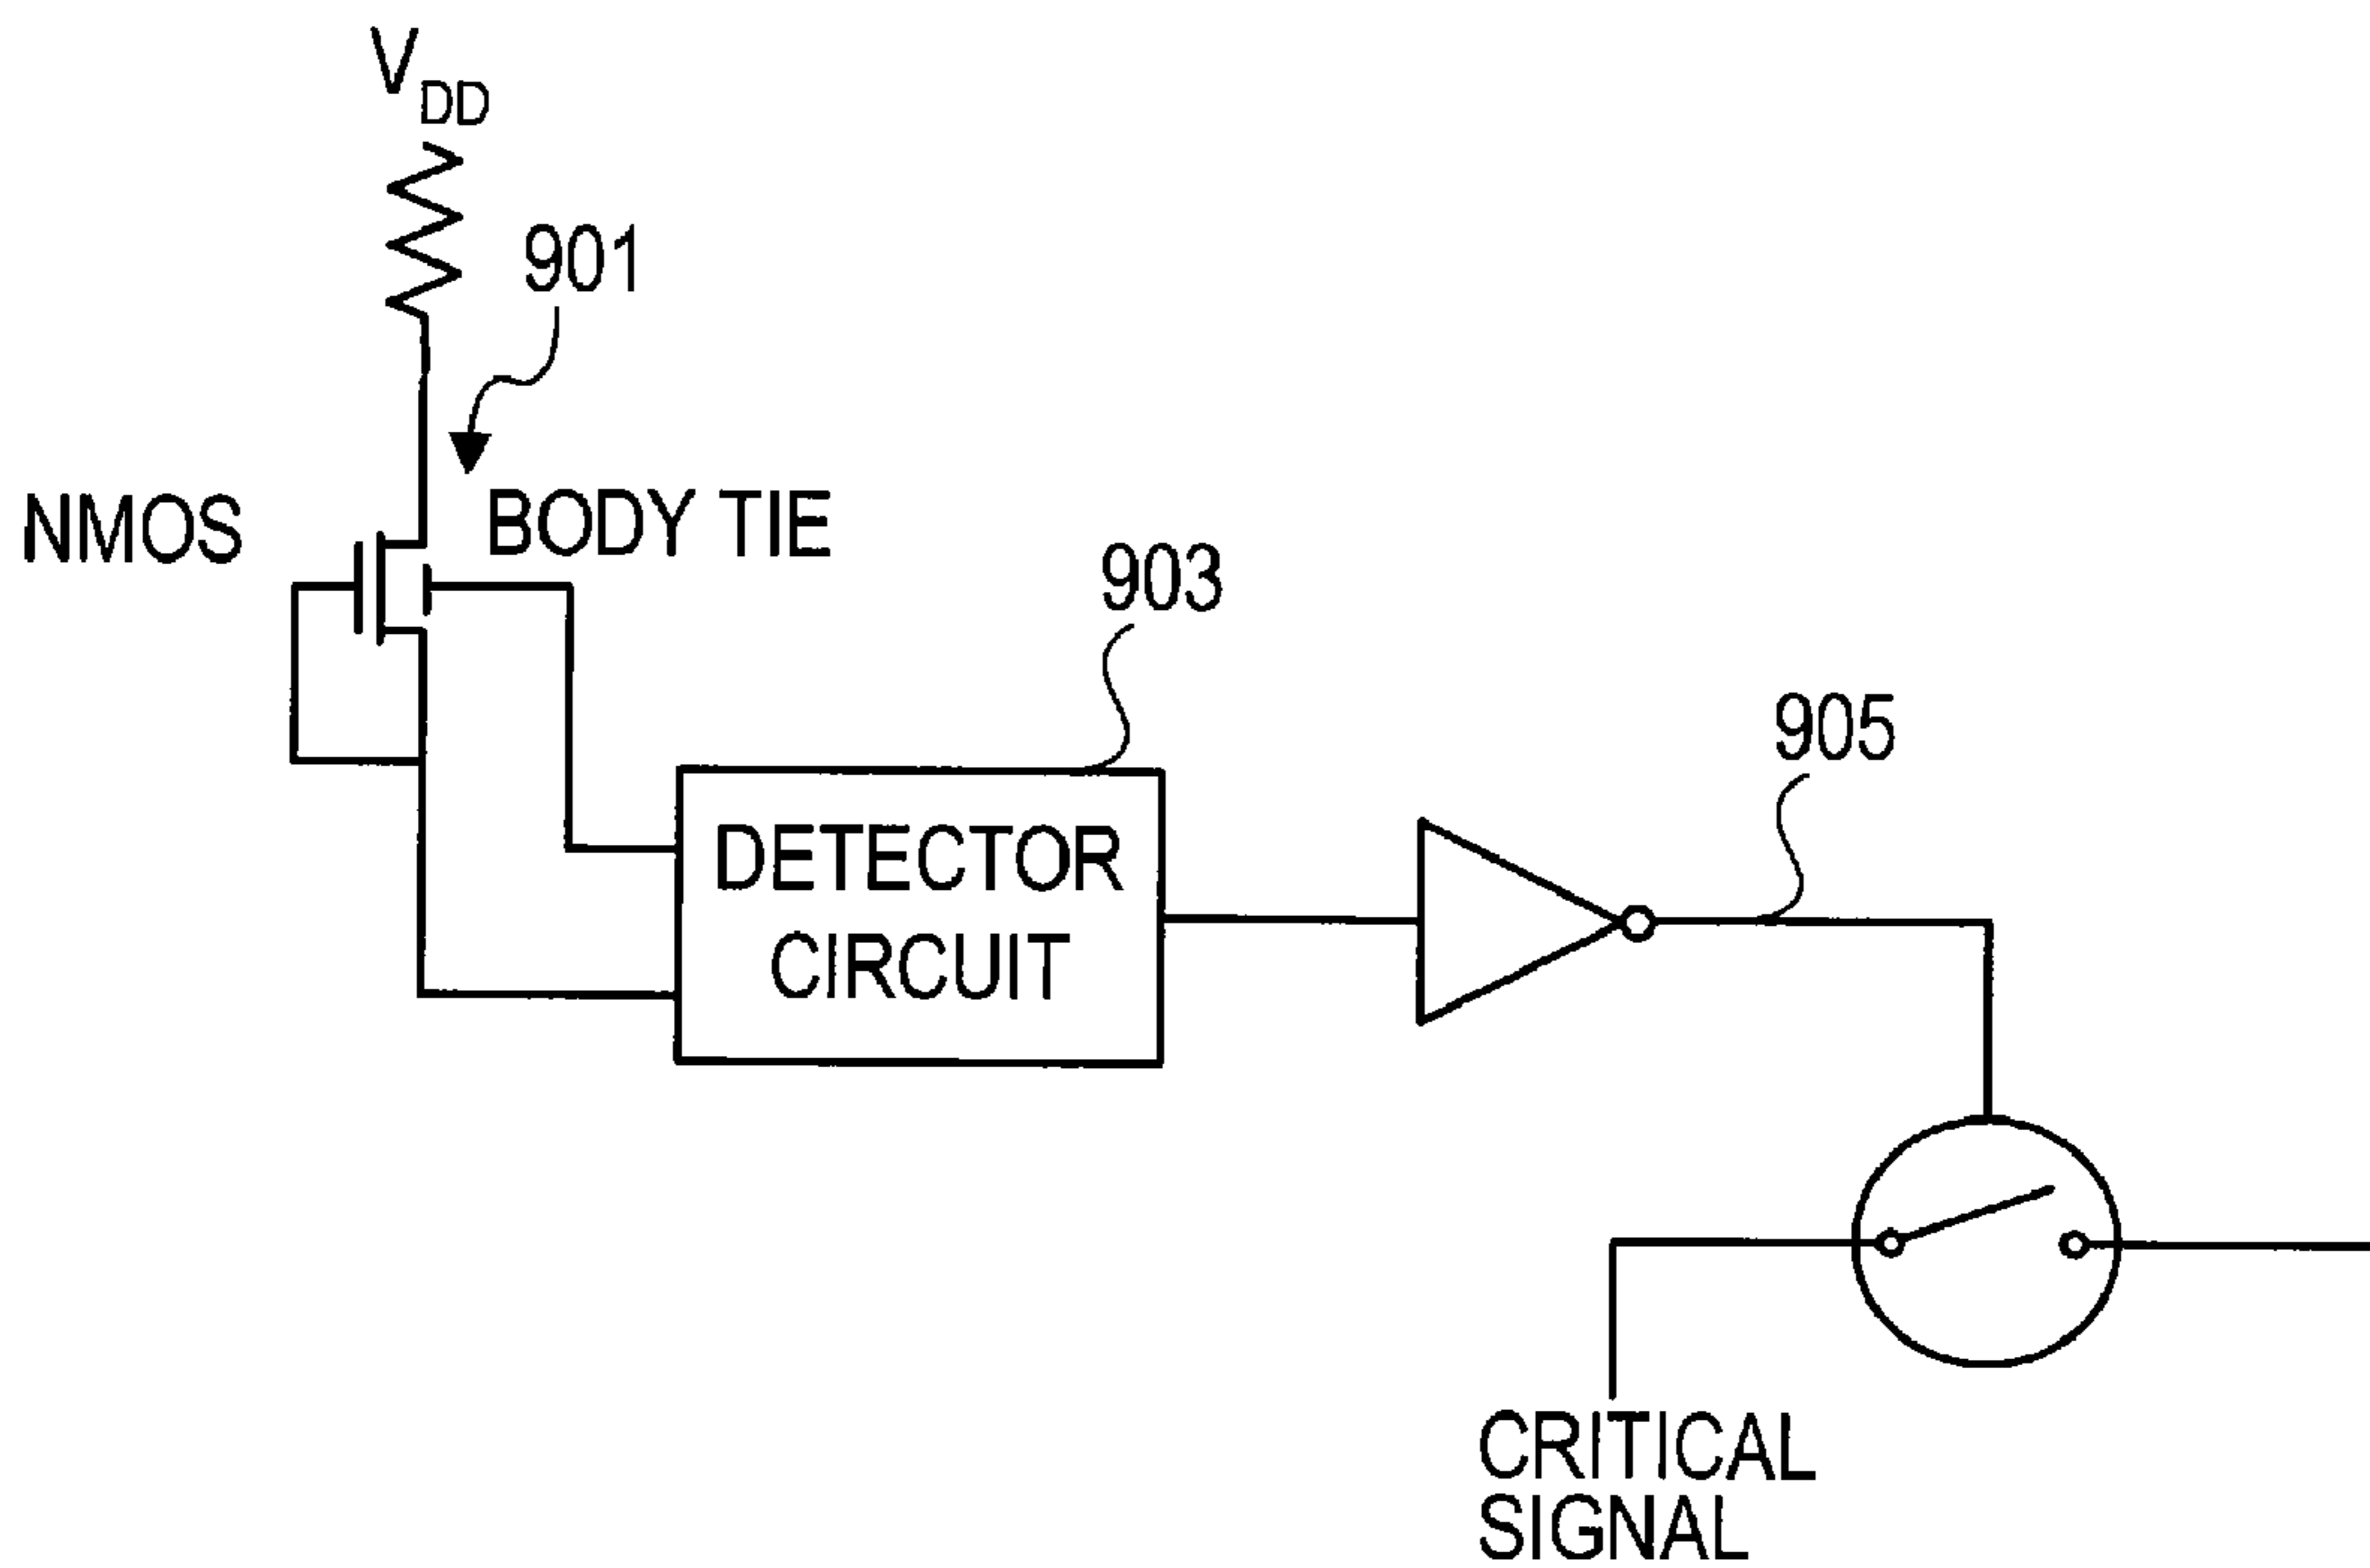 VDD
901
NMOS
BODY TIE
903
905
DETECTOR
CIRCUIT
CRITICAL
SIGNAL